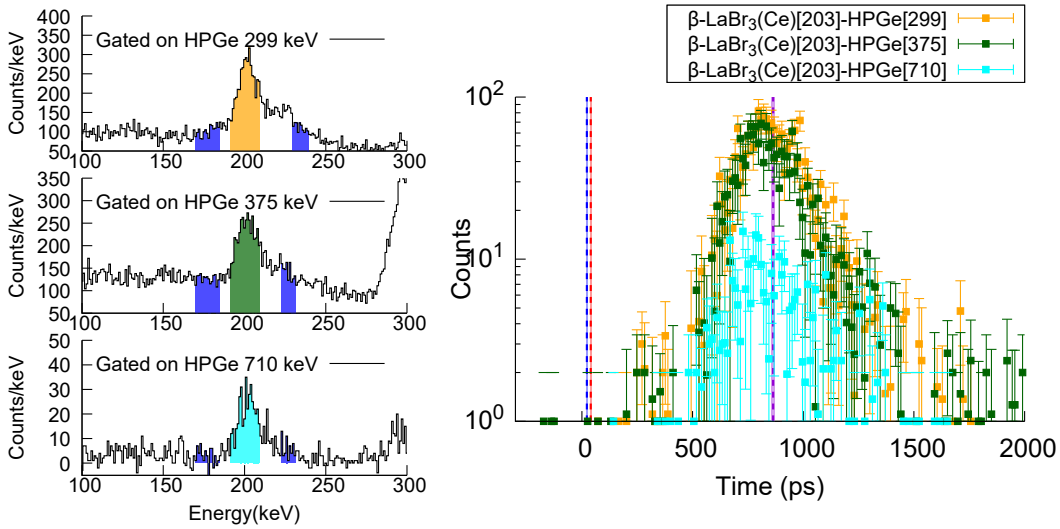 Counts/keV
400
350
300
250
200
150
100
50
Gated on HPGe 299 keV
100 150 200 250 300
Counts/keV
350
300
250
200
150
100
50
Gated on HPGe 375 keV
100 150 200 250 300
Counts/keV
50
40
30
20
10
0
Gated on HPGe 710 keV
100 150 200 250 300
Energy(keV)
β-LaBr₃(Ce)[203]-HPGe[299]
β-LaBr₃(Ce)[203]-HPGe[375]
β-LaBr₃(Ce)[203]-HPGe[710]
Counts
10²
10¹
10⁰
0 500 1000 1500 2000
Time (ps)